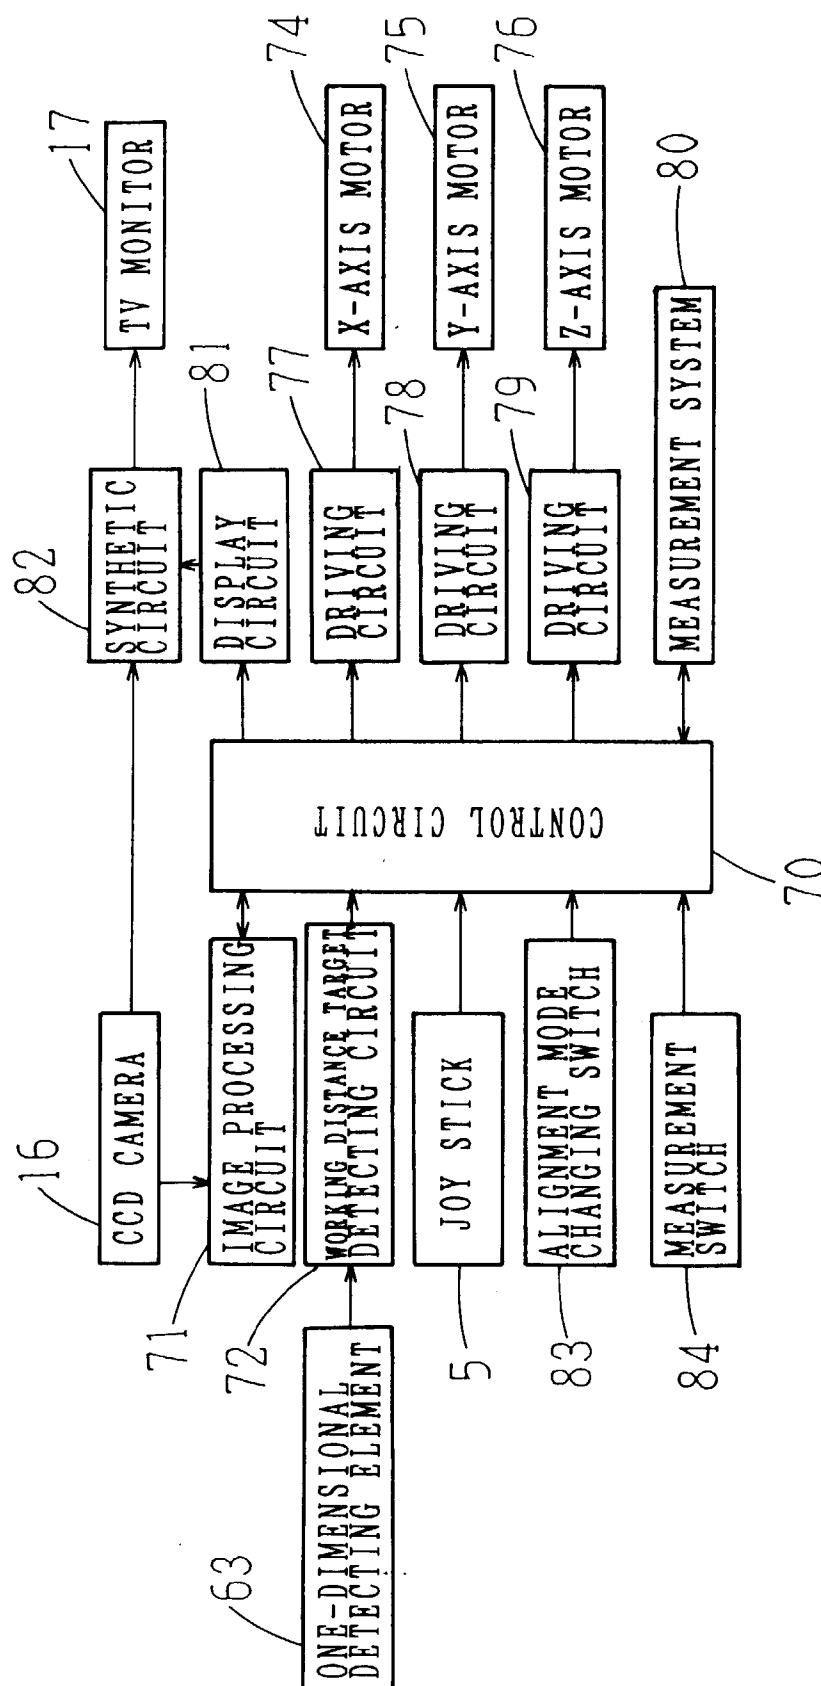 16
CCD CAMERA
82
SYNTHETIC
CIRCUIT
17
TV MONITOR
71
IMAGE PROCESSING
CIRCUIT
81
DISPLAY
CIRCUIT
63
ONE-DIMENSIONAL
DETECTING ELEMENT
72
WORKING DISTANCE TARGET
DETECTING CIRCUIT
CONTROL CIRCUIT
70
77
DRIVING
CIRCUIT
74
X-AXIS MOTOR
JOY STICK
5
78
DRIVING
CIRCUIT
75
Y-AXIS MOTOR
ALIGNMENT MODE
CHANGING SWITCH
83
79
DRIVING
CIRCUIT
76
Z-AXIS MOTOR
MEASUREMENT
SWITCH
84
MEASUREMENT SYSTEM
80